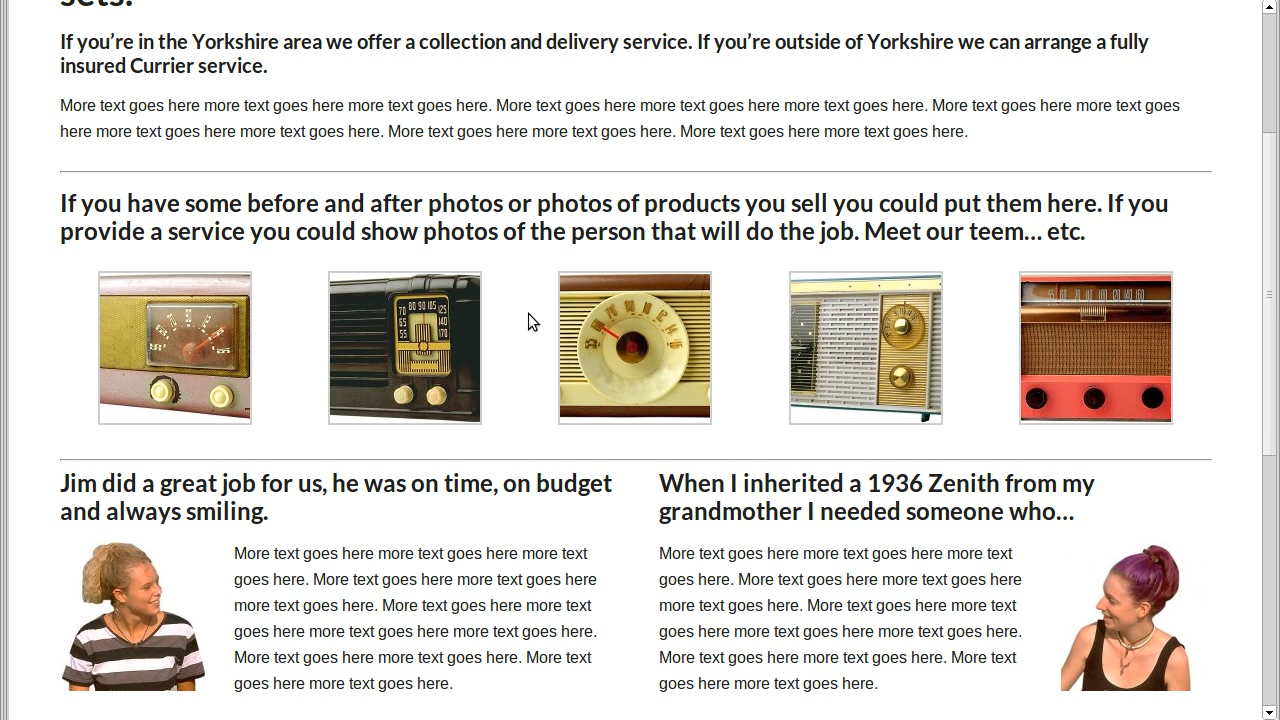 sets.
If you're in the Yorkshire area we offer a collection and delivery service. If you're outside of Yorkshire we can arrange a fully
insured Currier service.
More text goes here more text goes here more text goes here. More text goes here more text goes here more text goes here. More text goes here more text goes
here more text goes here more text goes here. More text goes here more text goes here. More text goes here more text goes here.
If you have some before and after photos or photos of products you sell you could put them here. If you
provide a service you could show photos of the person that will do the job. Meet our teem... etc.
80 90 105
70 125
65 140
55 170
Jim did a great job for us, he was on time, on budget
and always smiling.
More text goes here more text goes here more text
goes here. More text goes here more text goes here
more text goes here. More text goes here more text
goes here more text goes here more text goes here.
More text goes here more text goes here. More text
goes here more text goes here.
When I inherited a 1936 Zenith from my
grandmother I needed someone who...
More text goes here more text goes here more text
goes here. More text goes here more text goes here
more text goes here. More text goes here more text
goes here more text goes here more text goes here.
More text goes here more text goes here. More text
goes here more text goes here.